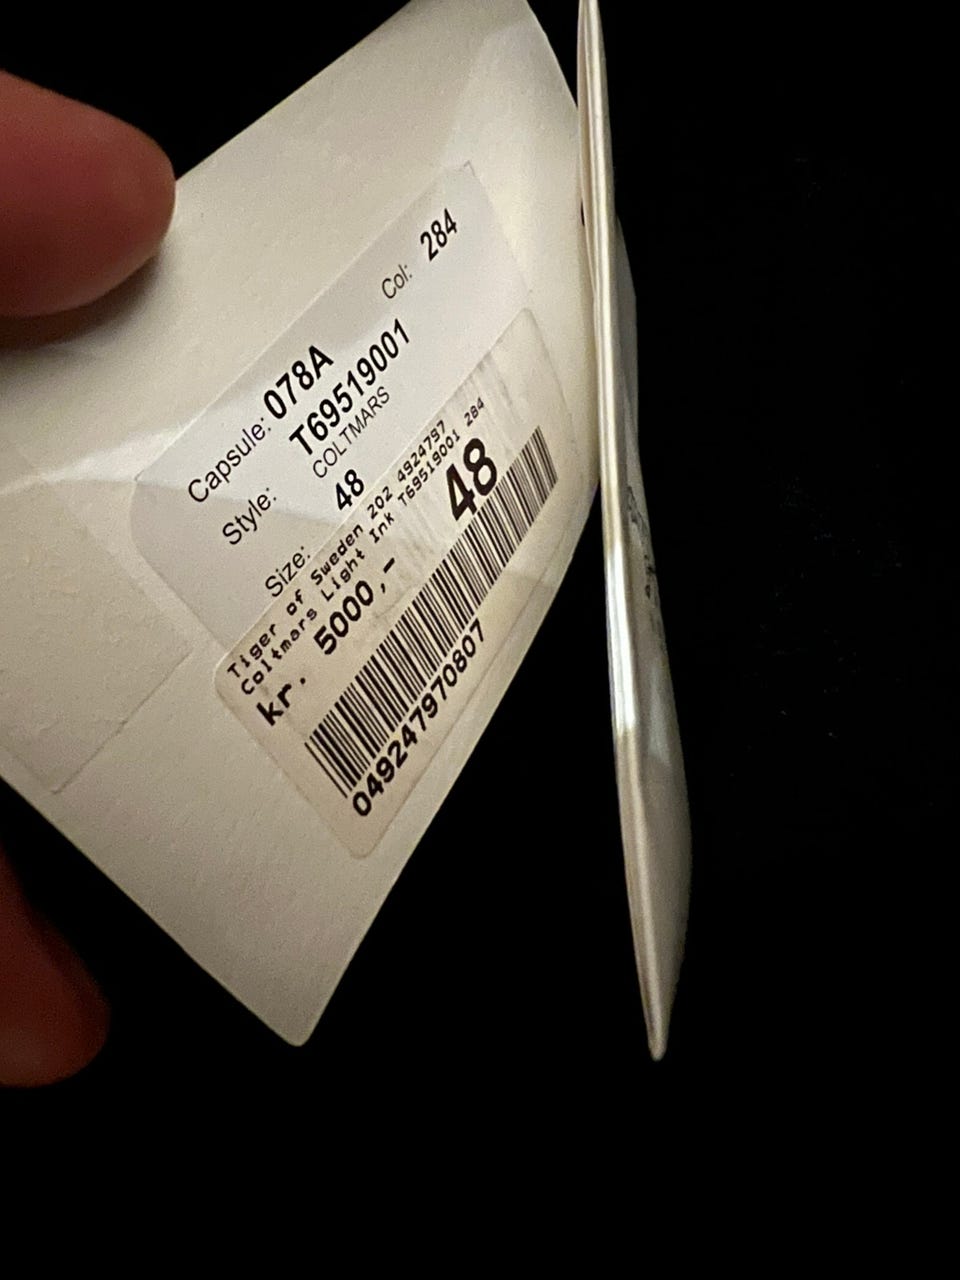 Capsule: 078A Col: 284
Style: T69519001
COLTMARS
Size: 48
Tiger of Sweden 202 4924797
Coltmars Light Ink T69519001 284
kr. 5000,- 48
04924797070807